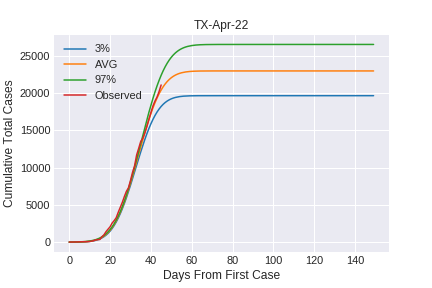 TX-Apr-22
3%
AVG
97%
Observed
Cumulative Total Cases
25000
20000
15000
10000
5000
0
0 20 40 60 80 100 120 140
Days From First Case